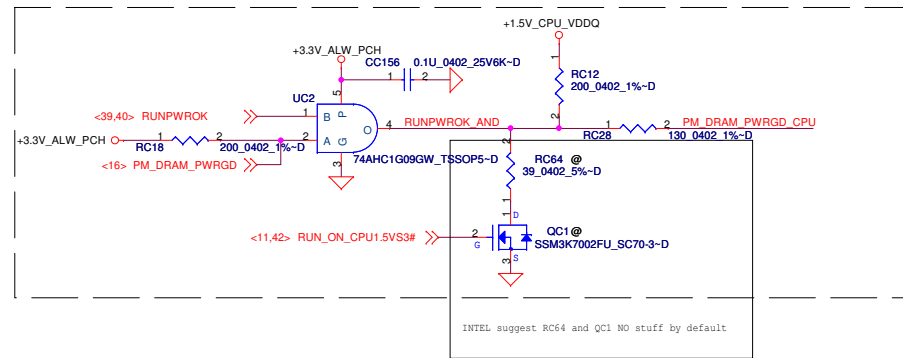 +1.5V_CPU_VDDQ
+3.3V_ALW_PCH
CC156 0.1U_0402_25V6K~D
1 2
1
RC12
200_0402_1%~D
2
UC2
5
<39,40> RUNPWROK
1 B P
O 4 RUNPWROK_AND
+3.3V_ALW_PCH
RC18 1 2 200_0402_1%~D
2 A G
3
74AHC1G09GW_TSSOP5~D
<16> PM_DRAM_PWRGD
RC28 1 2 130_0402_1%~D
PM_DRAM_PWRGD_CPU
2
RC64 @
39_0402_5%~D
1
1 D
<11,42> RUN_ON_CPU1.5VS3#
2 G
QC1@
SSM3K7002FU_SC70-3~D
3 S
INTEL suggest RC64 and QC1 NO stuff by default